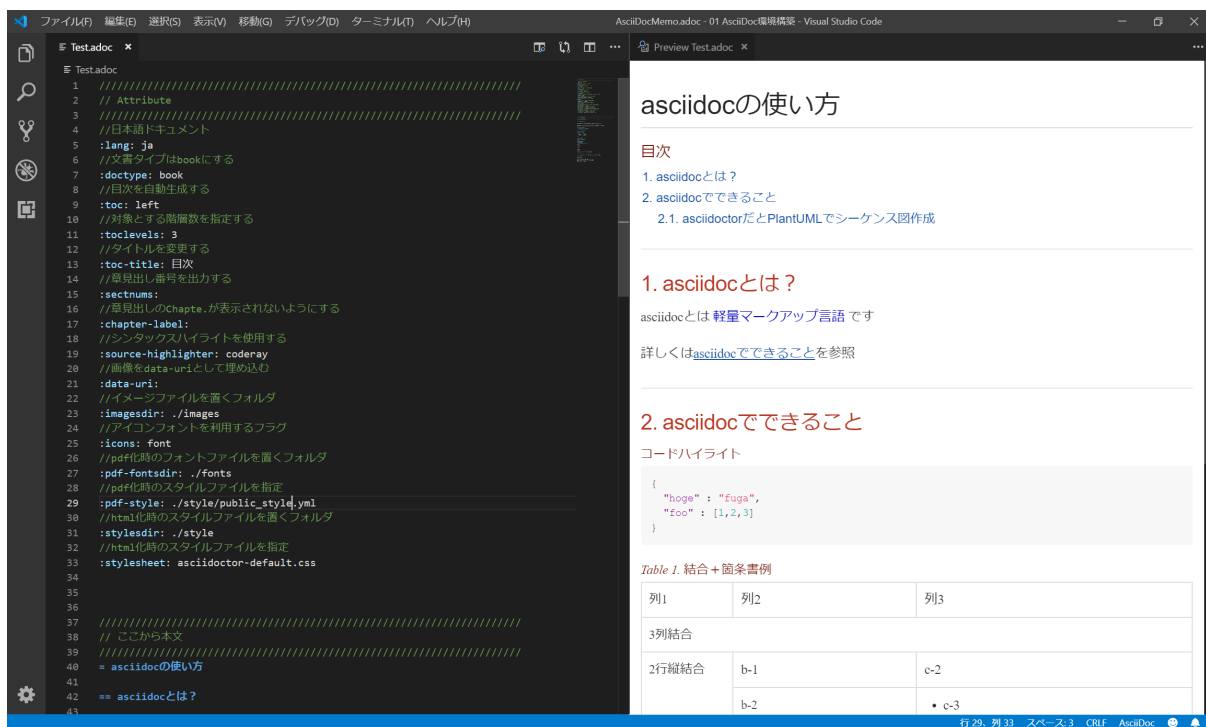 ファイル(F) 編集(E) 選択(S) 表示(V) 移動(G) デバッグ(D) ターミナル(T) ヘルプ(H) AsciiDocMemo.adoc - 01 AsciiDoc環境構築 - Visual Studio Code
Test.adoc
Test.adoc
1 //////////////////////////////////////////////////////////////////////
2 // Attribute
3 //////////////////////////////////////////////////////////////////////
4 //日本語ドキュメント
5 :lang: ja
6 //文書タイプはbookにする
7 :doctype: book
8 //目次を自動生成する
9 :toc: left
10 //対象とする階層数を指定する
11 :toclevels: 3
12 //タイトルを変更する
13 :toc-title: 目次
14 //章見出し番号を出力する
15 :sectnums:
16 //章見出しのChapte.が表示されないようにする
17 :chapter-label:
18 //シンタックスハイライトを使用する
19 :source-highlighter: coderay
20 //画像をdata-uriとして埋め込む
21 :data-uri:
22 //イメージファイルを置くフォルダ
23 :imagesdir: ./images
24 //アイコンフォントを利用するフラグ
25 :icons: font
26 //pdf化時のフォントファイルを置くフォルダ
27 :pdf-fontsdir: ./fonts
28 //pdf化時のスタイルファイルを指定
29 :pdf-style: ./style/public_style.yml
30 //html化時のスタイルファイルを置くフォルダ
31 :stylesdir: ./style
32 //html化時のスタイルファイルを指定
33 :stylesheet: asciidoctor-default.css
34
35
36
37 //////////////////////////////////////////////////////////////////////
38 // ここから本文
39 //////////////////////////////////////////////////////////////////////
40 = asciidocの使い方
41
42 == asciidocとは？
43
Preview Test.adoc
asciidocの使い方
目次
1. asciidocとは？
2. asciidocでできること
2.1. asciidoctorだとPlantUMLでシーケンス図作成
1. asciidocとは？
asciidocとは 軽量マークアップ言語 です
詳しくはasciidocでできることを参照
2. asciidocでできること
コードハイライト
{
"hoge" : "fuga",
"foo" : [1,2,3]
}
Table 1. 結合＋箇条書例
列1 列2 列3
3列結合
2行縦結合 b-1 c-2
b-2 • c-3
行 29、列 33 スペース: 3 CRLF AsciiDoc